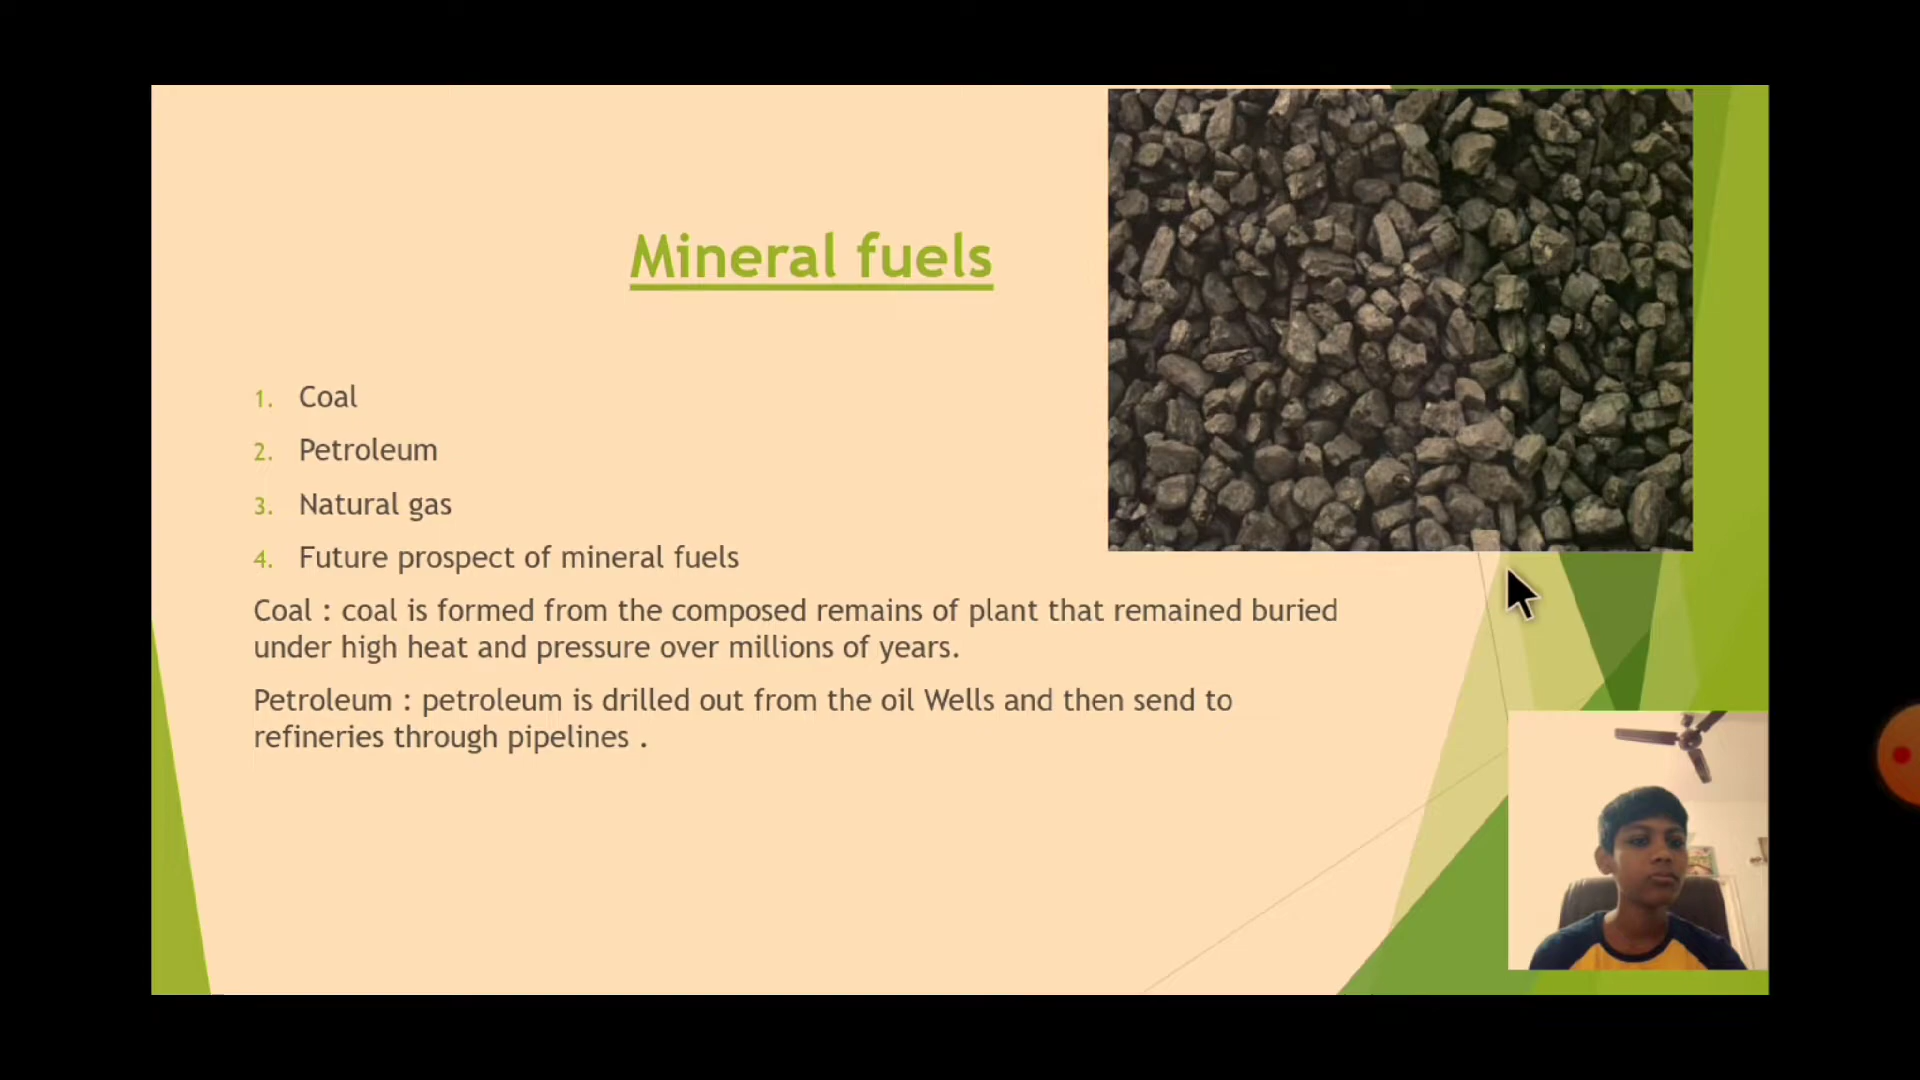 Mineral fuels
1. Coal
2. Petroleum
3. Natural gas
4. Future prospect of mineral fuels
Coal : coal is formed from the composed remains of plant that remained buried
under high heat and pressure over millions of years.
Petroleum : petroleum is drilled out from the oil Wells and then send to
refineries through pipelines .